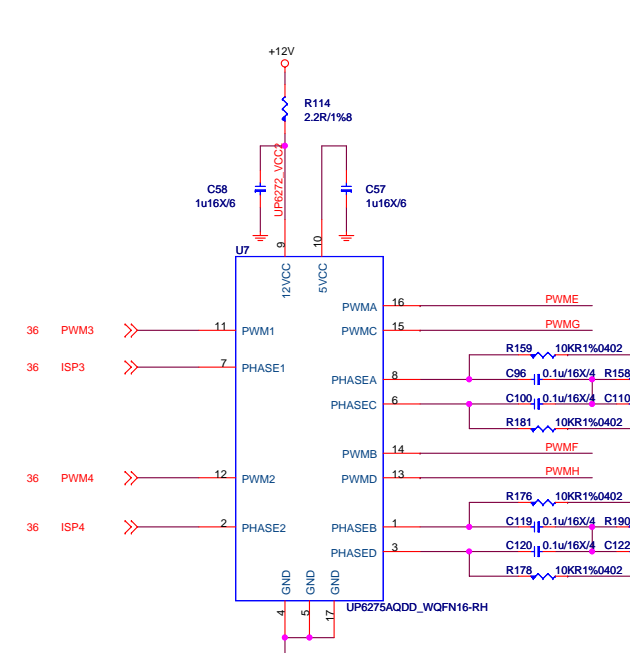 +12V
R114
2.2R/1%8
UP6272_VCC2
C58
1u16X/6
C57
1u16X/6
U7
9
10
12VCC
5VCC
PWMA
16
PWME
36
PWM3
11
PWM1
PWMC
15
PWMG
R159
10KR1%0402
36
ISP3
7
PHASE1
PHASEA
8
C96
0.1u/16X/4
R158
PHASEC
6
C100
0.1u/16X/4
C110
R181
10KR1%0402
PWMB
14
PWMF
36
PWM4
12
PWM2
PWMD
13
PWMH
R176
10KR1%0402
36
ISP4
2
PHASE2
PHASEB
1
C119
0.1u/16X/4
R190
PHASED
3
C120
0.1u/16X/4
C122
R178
10KR1%0402
GND
GND
GND
4
5
17
UP6275AQDD_WQFN16-RH